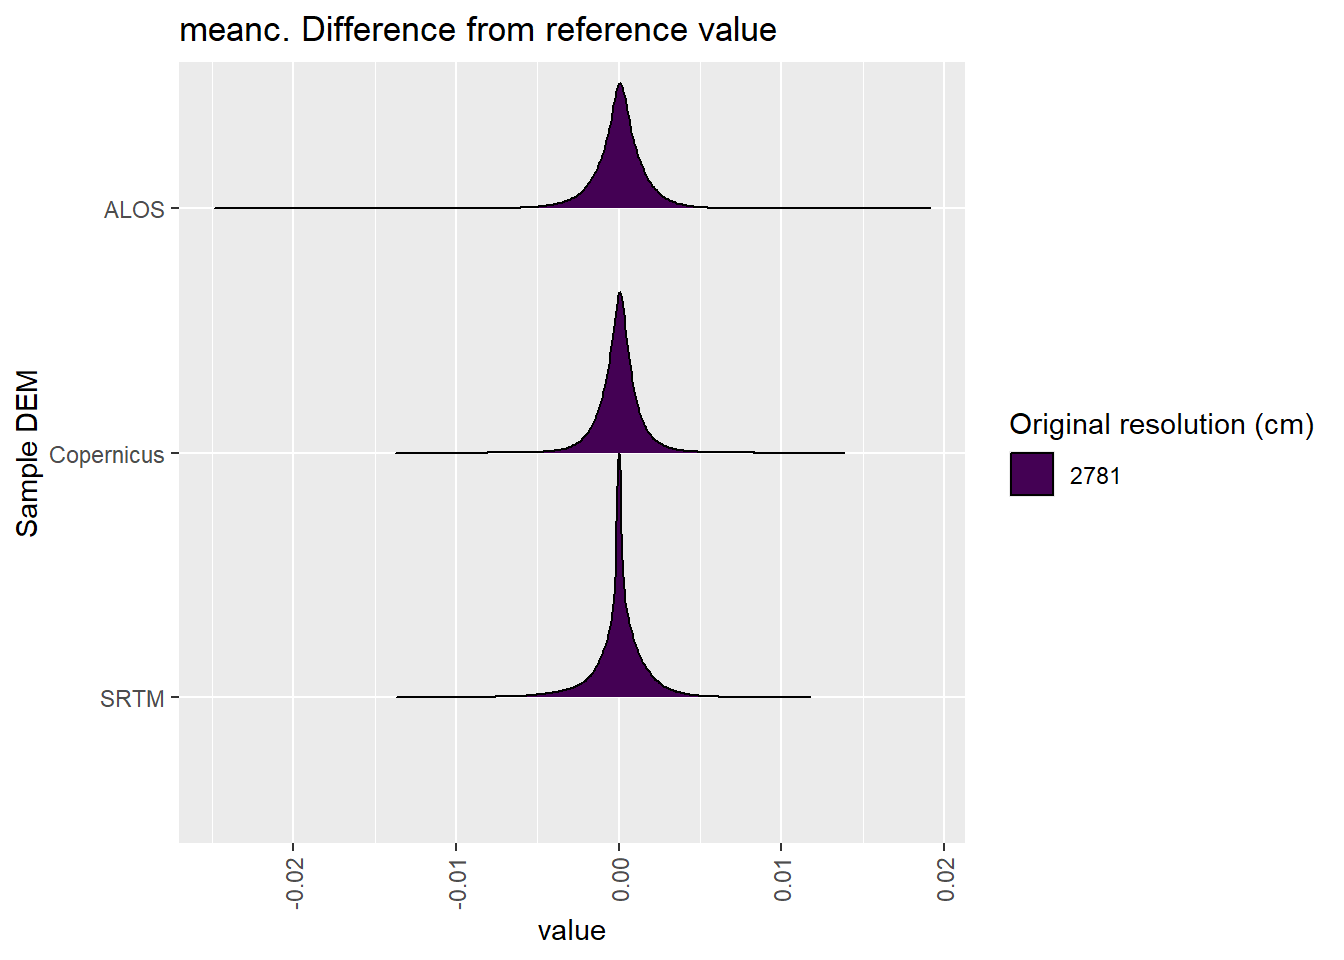 meanc. Difference from reference value
Sample DEM
ALOS
Copernicus
SRTM
-0.02
-0.01
0.00
0.01
0.02
value
Original resolution (cm)
2781